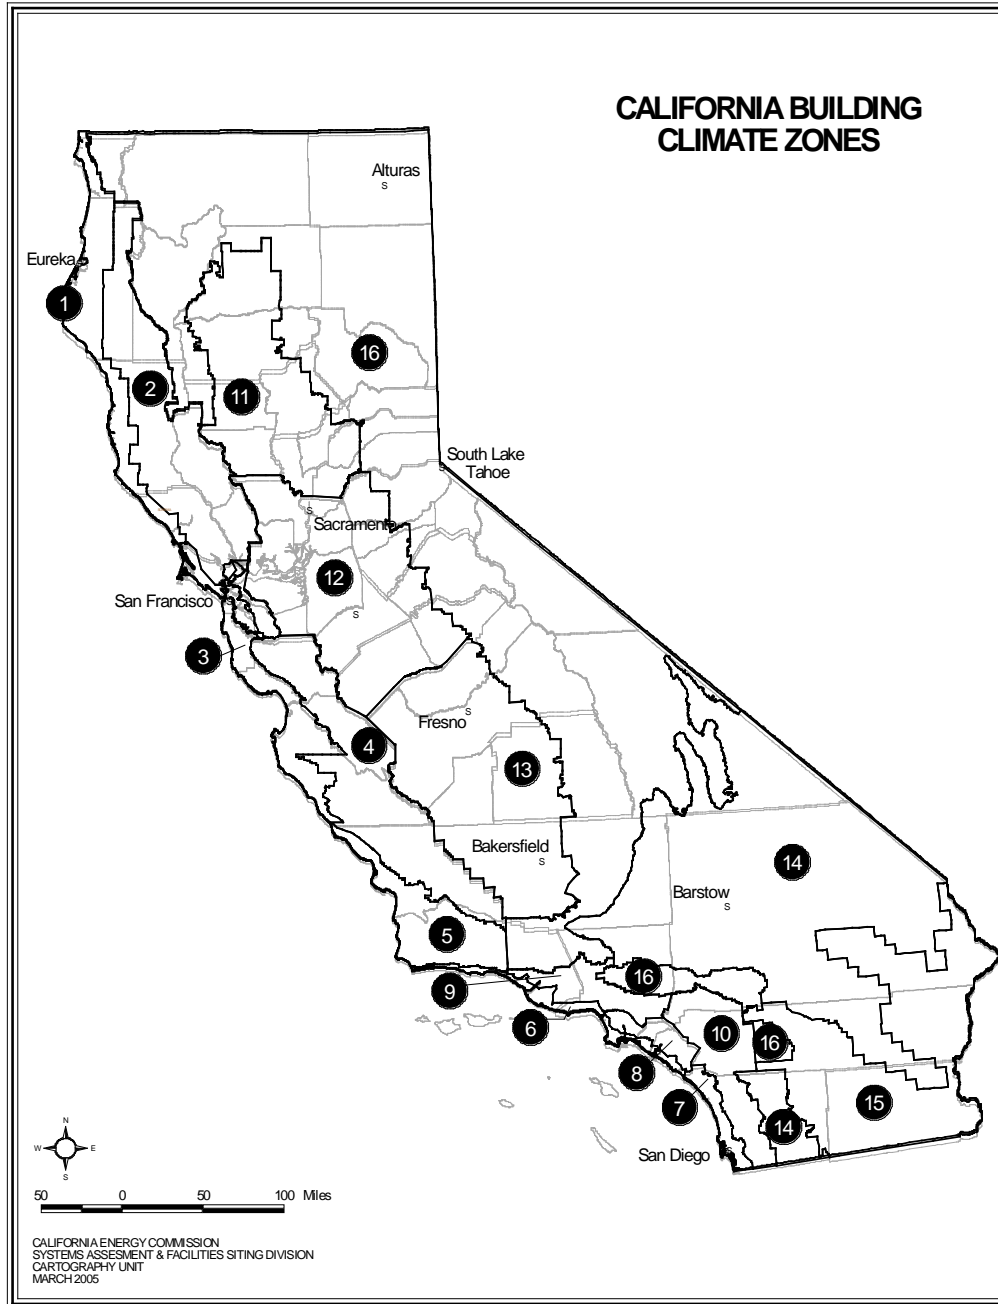 CALIFORNIA BUILDING
CLIMATE ZONES
Alturas
S
Eureka
1
16
2
11
South Lake
Tahoe
S
Sacramento
12
San Francisco
S
3
Fresno
S
4
13
Bakersfield
S
14
Barstow
S
5
16
9
6
10
16
8
7
15
14
San Diego
S
N
W
E
S
50
0
50
100 Miles
CALIFORNIA ENERGY COMMISSION
SYSTEMS ASSESMENT & FACILITIES SITING DIVISION
CARTOGRAPHY UNIT
MARCH 2005